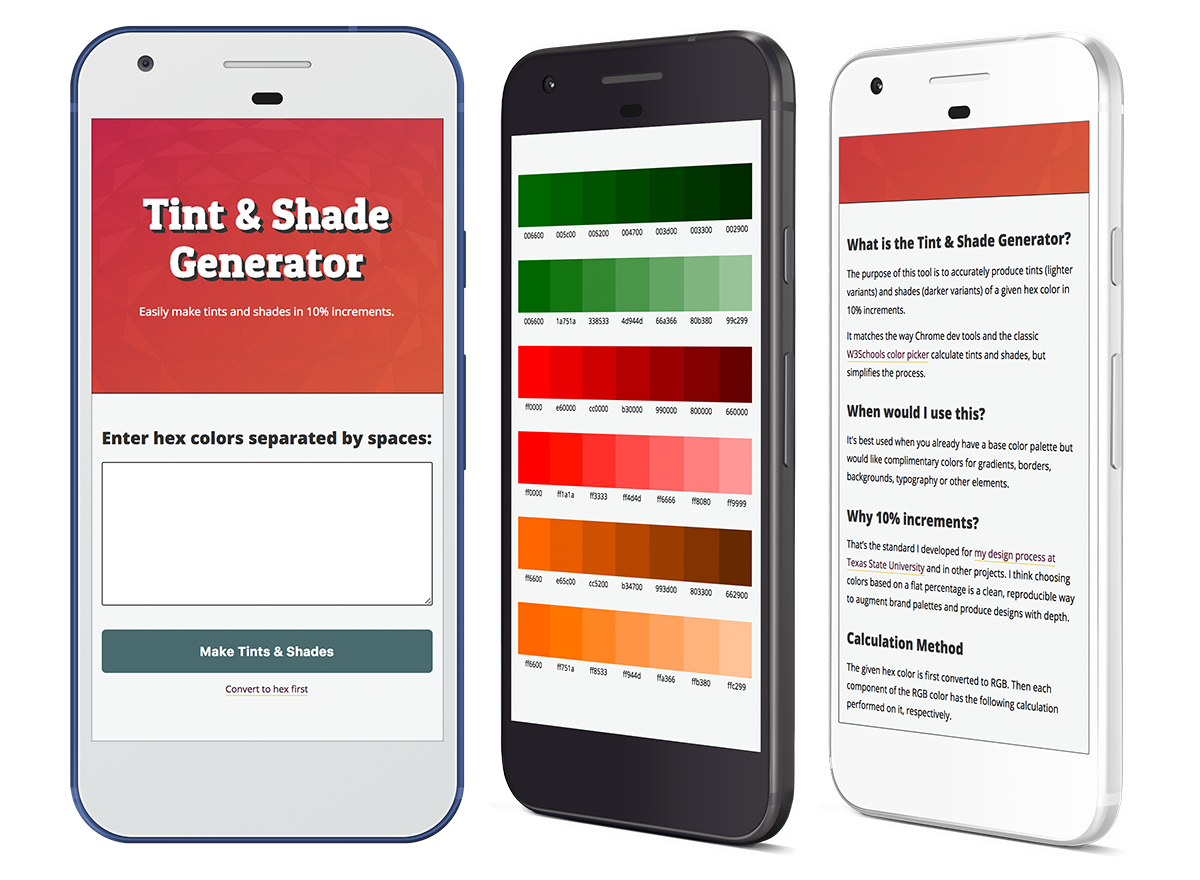 Tint & Shade
Generator
Easily make tints and shades in 10% increments.
Enter hex colors separated by spaces:
Make Tints & Shades
Convert to hex first
006600 005c00 005200 004700 003d00 003300 002900
006600 1a751a 338533 4d944d 66a366 80b380 99c299
ff0000 e60000 cc0000 b30000 990000 800000 660000
ff0000 ff1a1a ff3333 ff4d4d ff6666 ff8080 ff9999
ff6600 e65c00 cc5200 b34700 993d00 803300 662900
ff6600 ff751a ff8533 ff944d ffa366 ffb380 ffc299
What is the Tint & Shade Generator?
The purpose of this tool is to accurately produce tints (lighter
variants) and shades (darker variants) of a given hex color in
10% increments.
It matches the way Chrome dev tools and the classic
W3Schools color picker calculate tints and shades, but
simplifies the process.
When would I use this?
It's best used when you already have a base color palette but
would like complimentary colors for gradients, borders,
backgrounds, typography or other elements.
Why 10% increments?
That's the standard I developed for my design process at
Texas State University and in other projects. I think choosing
colors based on a flat percentage is a clean, reproducible way
to augment brand palettes and produce designs with depth.
Calculation Method
The given hex color is first converted to RGB. Then each
component of the RGB color has the following calculation
performed on it, respectively.